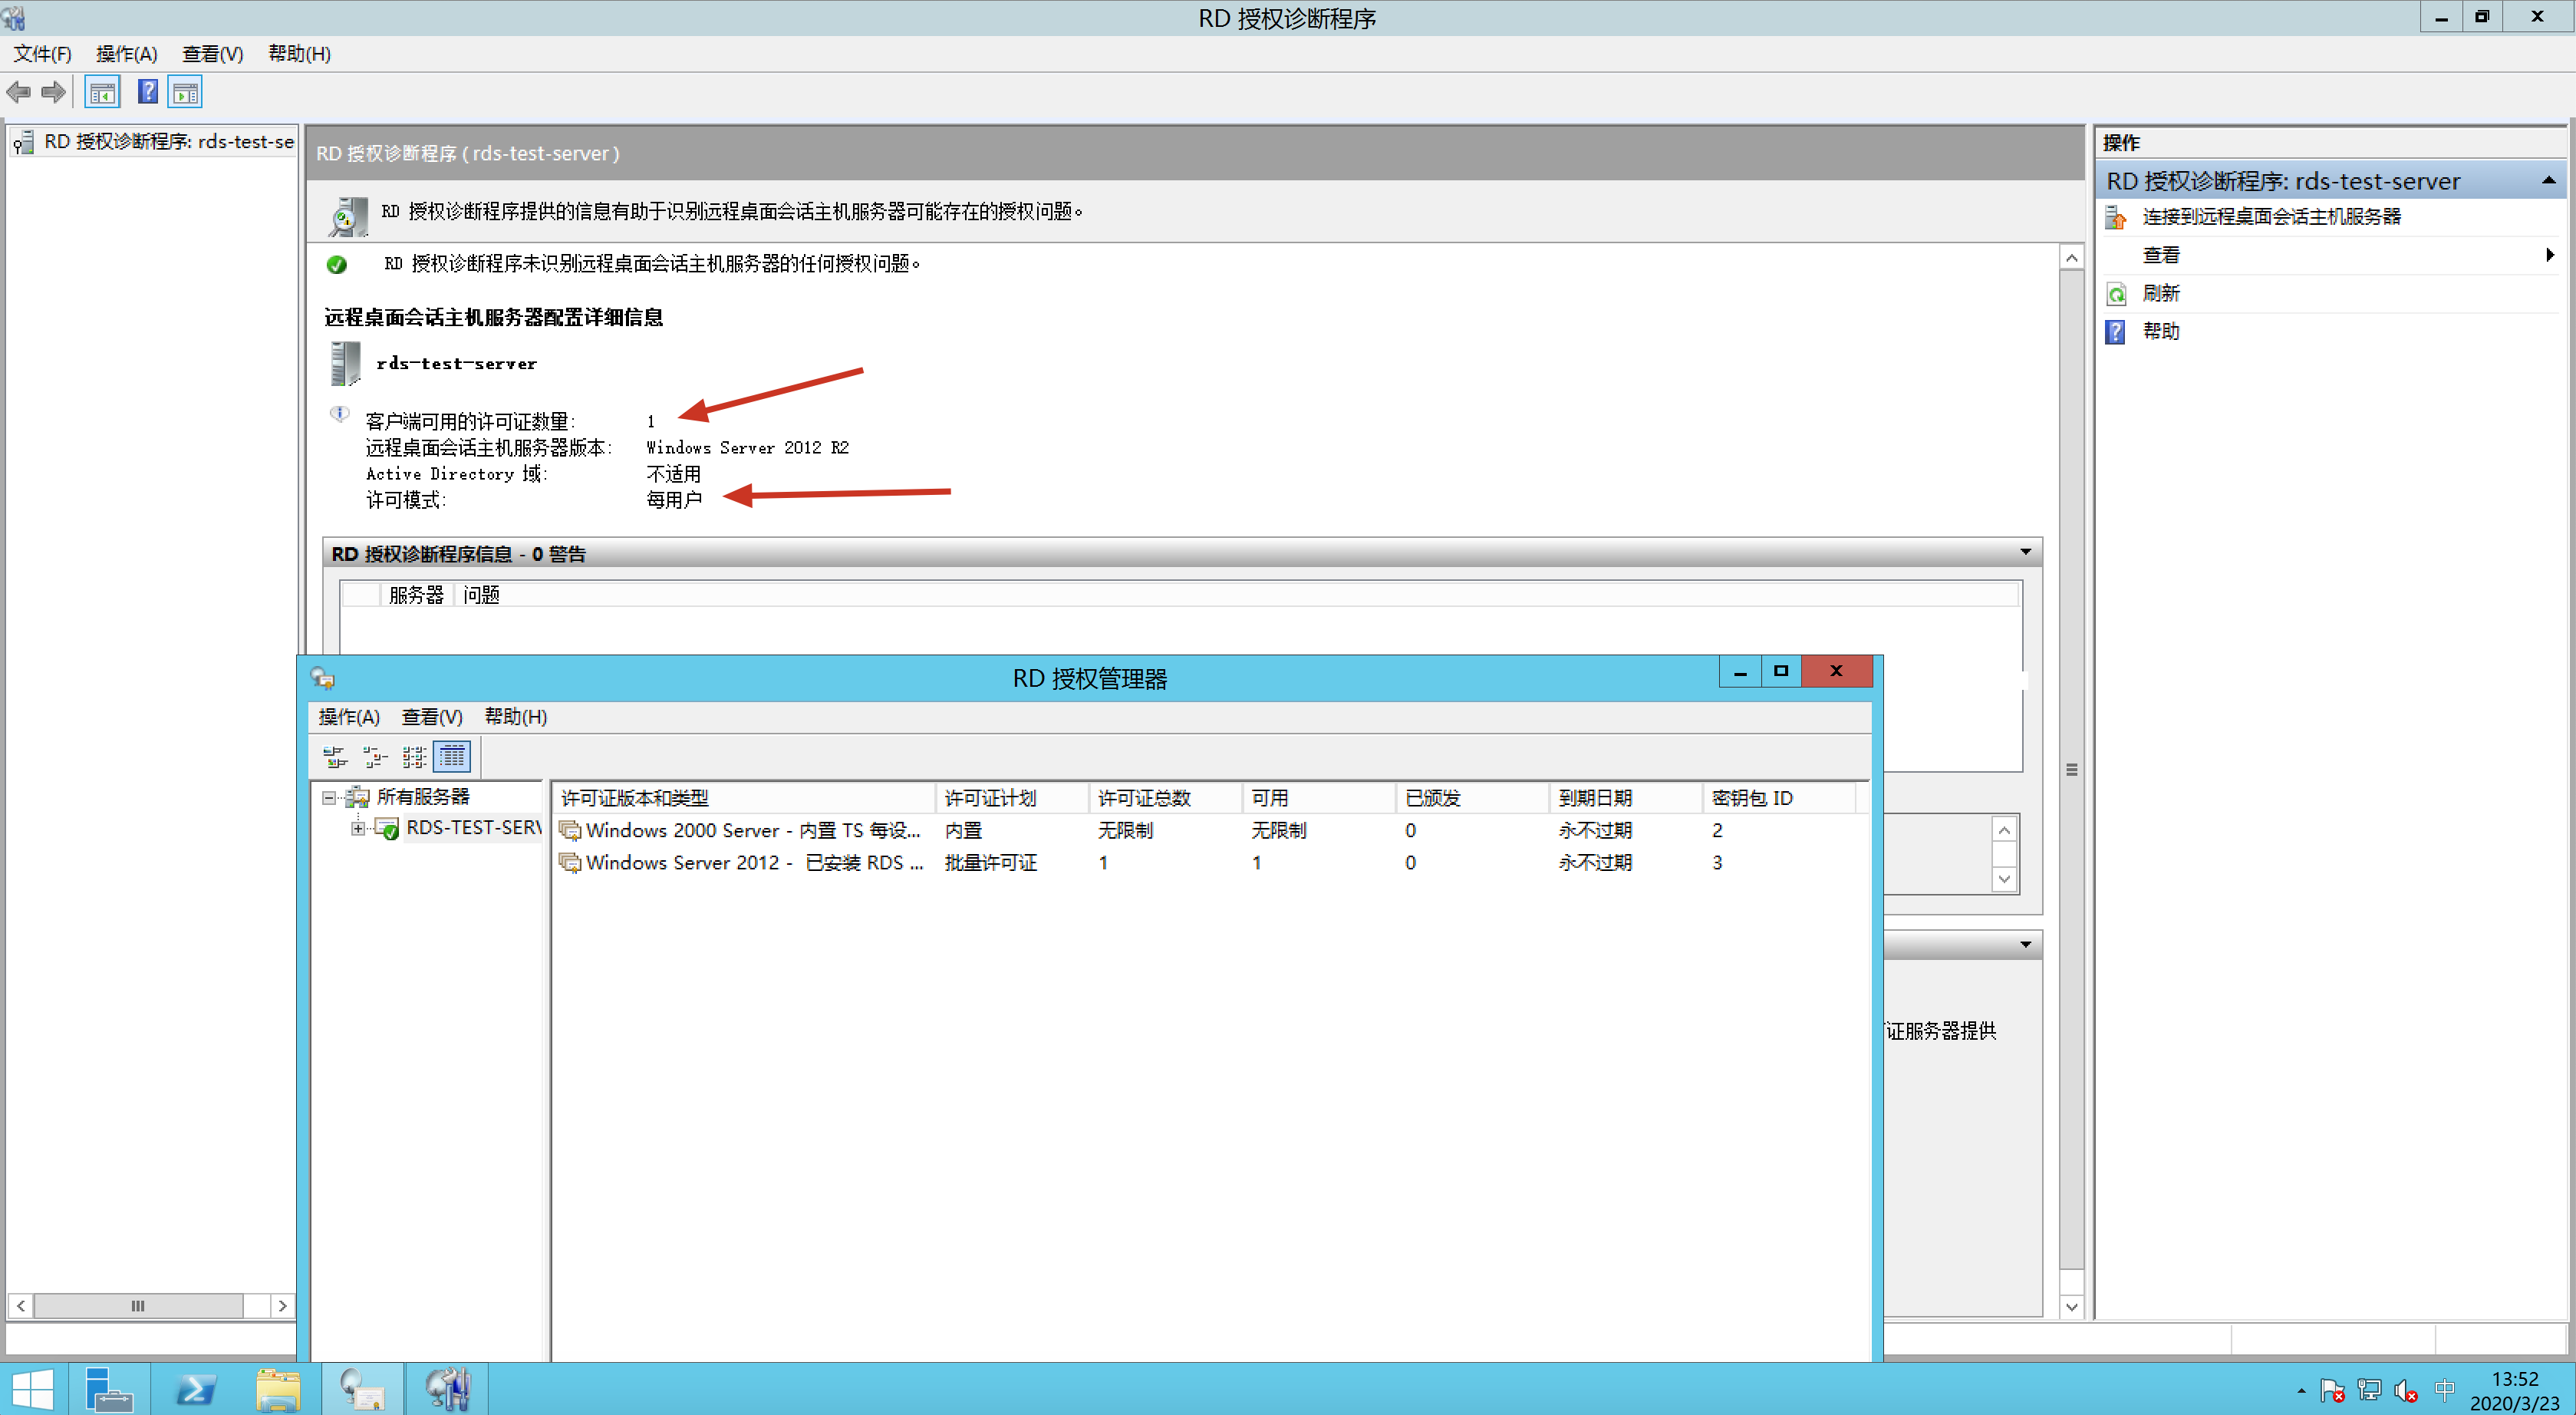 RD 授权诊断程序
文件(F) 操作(A) 查看(V) 帮助(H)
RD 授权诊断程序: rds-test-se
RD 授权诊断程序 ( rds-test-server )
RD 授权诊断程序提供的信息有助于识别远程桌面会话主机服务器可能存在的授权问题。
RD 授权诊断程序未识别远程桌面会话主机服务器的任何授权问题。
远程桌面会话主机服务器配置详细信息
rds-test-server
客户端可用的许可证数量: 1
远程桌面会话主机服务器版本: Windows Server 2012 R2
Active Directory 域: 不适用
许可模式: 每用户
RD 授权诊断程序信息 - 0 警告
服务器 问题
操作
RD 授权诊断程序: rds-test-server
连接到远程桌面会话主机服务器
查看
刷新
帮助
RD 授权管理器
操作(A) 查看(V) 帮助(H)
所有服务器
RDS-TEST-SERV
许可证版本和类型 许可证计划 许可证总数 可用 已颁发 到期日期 密钥包 ID
Windows 2000 Server - 内置 TS 每设... 内置 无限制 无限制 0 永不过期 2
Windows Server 2012 - 已安装 RDS ... 批量许可证 1 1 0 永不过期 3
证服务器提供
中
13:52
2020/3/23